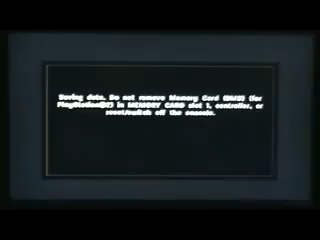 Saving data. Do not remove Memory Card (8MB) (for
PlayStation®2) in MEMORY CARD slot 1, controller, or
reset/switch off the console.